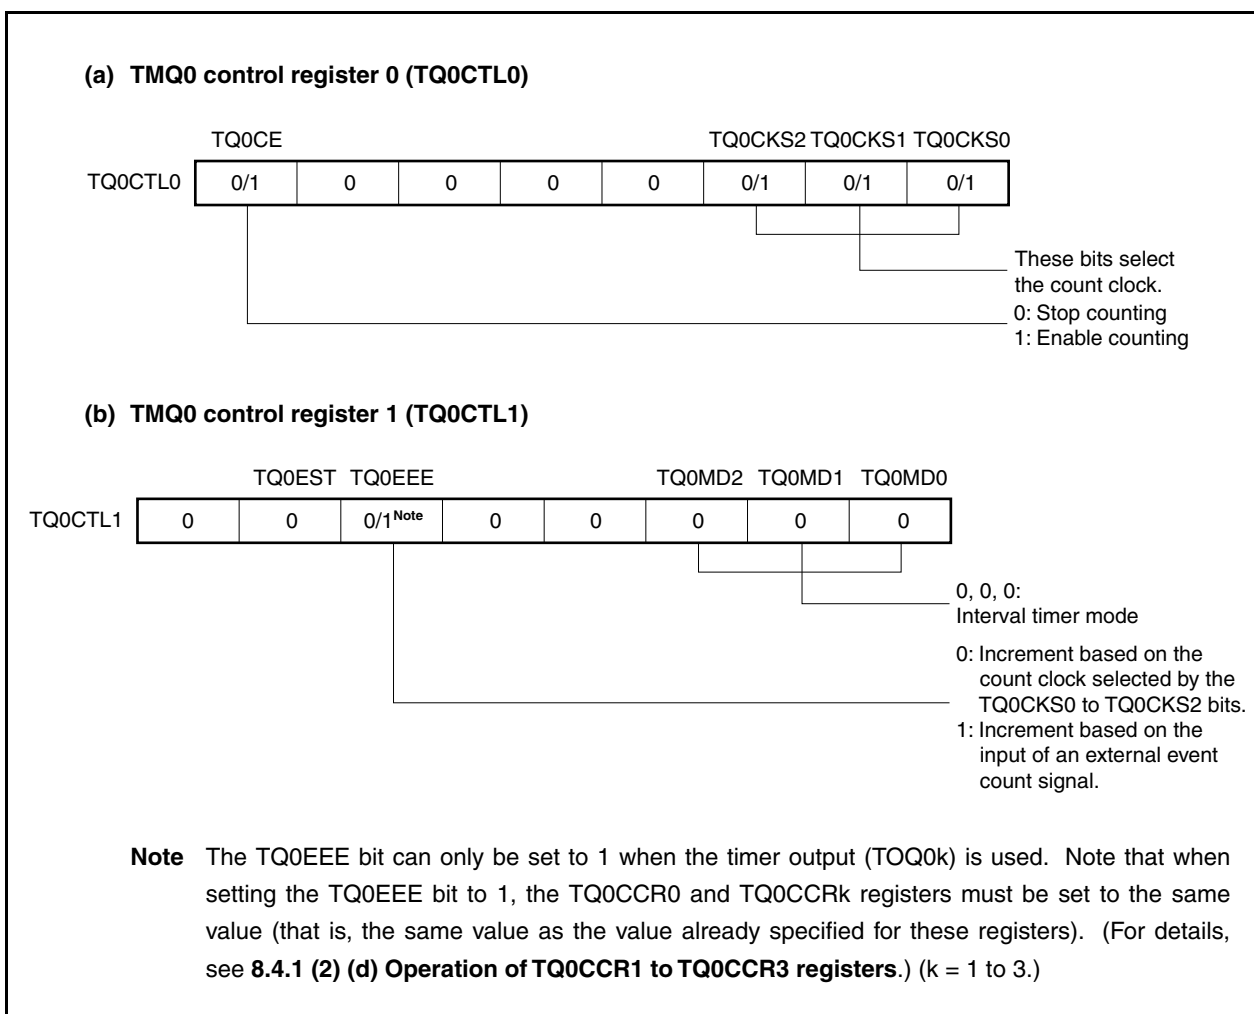 (a) TMQ0 control register 0 (TQ0CTL0)
TQ0CE TQ0CKS2 TQ0CKS1 TQ0CKS0
TQ0CTL0 0/1 0 0 0 0 0/1 0/1 0/1
These bits select
the count clock.
0: Stop counting
1: Enable counting
(b) TMQ0 control register 1 (TQ0CTL1)
TQ0EST TQ0EEE TQ0MD2 TQ0MD1 TQ0MD0
TQ0CTL1 0 0 0/1Note 0 0 0 0 0
0, 0, 0:
Interval timer mode
0: Increment based on the
count clock selected by the
TQ0CKS0 to TQ0CKS2 bits.
1: Increment based on the
input of an external event
count signal.
Note The TQ0EEE bit can only be set to 1 when the timer output (TOQ0k) is used. Note that when
setting the TQ0EEE bit to 1, the TQ0CCR0 and TQ0CCRk registers must be set to the same
value (that is, the same value as the value already specified for these registers). (For details,
see 8.4.1 (2) (d) Operation of TQ0CCR1 to TQ0CCR3 registers.) (k = 1 to 3.)